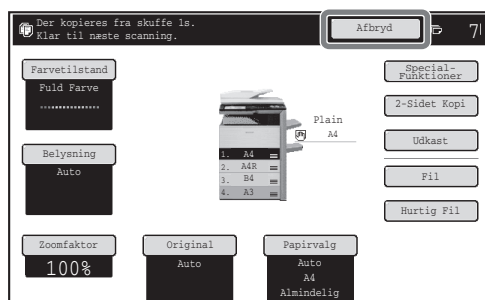 Der kopieres fra skuffe 1s.
Klar til næste scanning.
Afbryd
7
Farvetilstand
Fuld Farve
Special-
Funktioner
2-Sidet Kopi
Plain
A4
Belysning
Auto
Udkast
1. A4
2. A4R
3. B4
4. A3
Fil
Hurtig Fil
Zoomfaktor
100%
Original
Auto
Papirvalg
Auto
A4
Almindelig